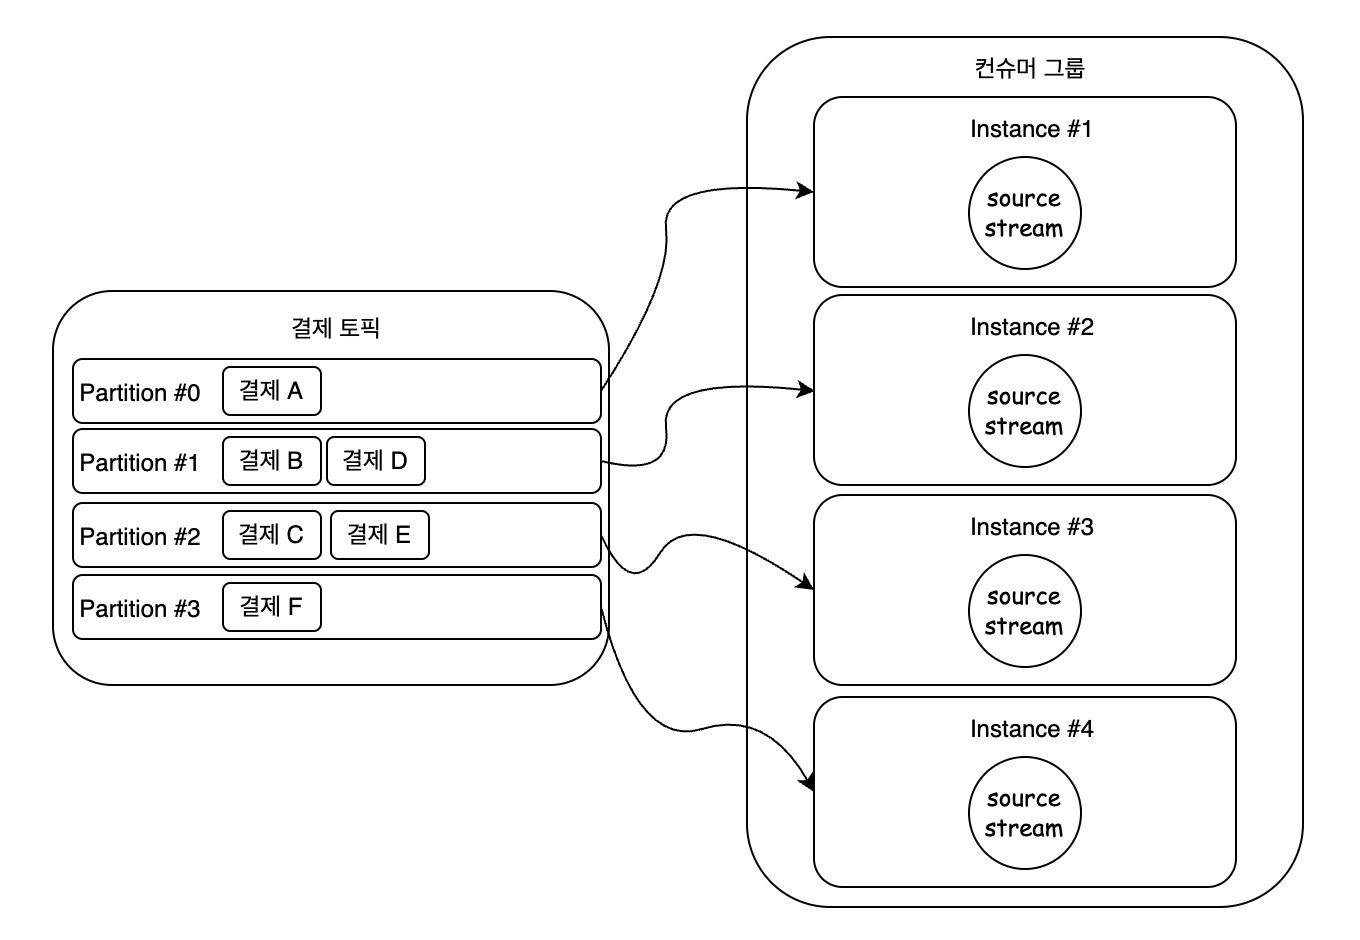 결제 토픽
Partition #0
결제 A
Partition #1
결제 B
결제 D
Partition #2
결제 C
결제 E
Partition #3
결제 F
컨슈머 그룹
Instance #1
source
stream
Instance #2
source
stream
Instance #3
source
stream
Instance #4
source
stream